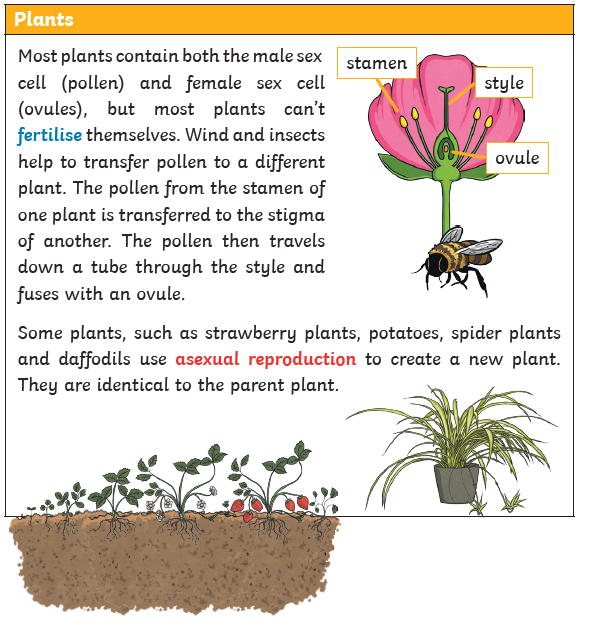 Plants
Most plants contain both the male sex
cell (pollen) and female sex cell
(ovules), but most plants can't
fertilise themselves. Wind and insects
help to transfer pollen to a different
plant. The pollen from the stamen of
one plant is transferred to the stigma
of another. The pollen then travels
down a tube through the style and
fuses with an ovule.
stamen
style
ovule
Some plants, such as strawberry plants, potatoes, spider plants
and daffodils use asexual reproduction to create a new plant.
They are identical to the parent plant.